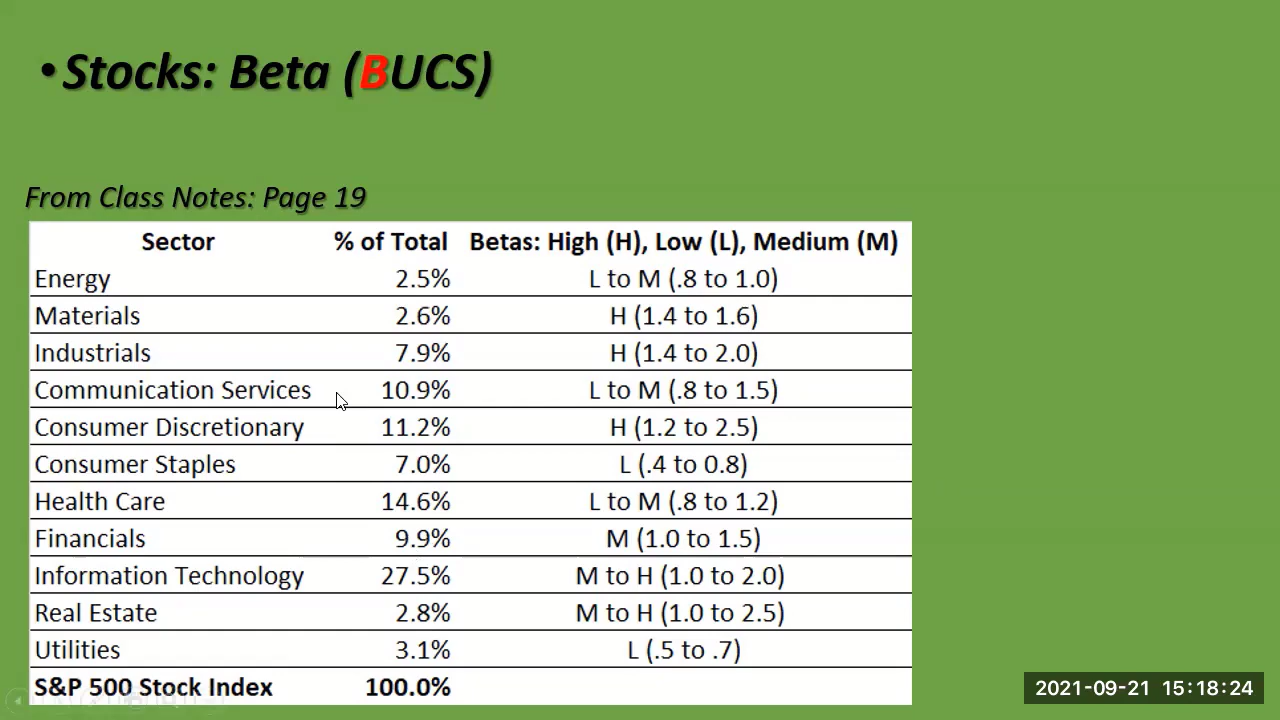 • Stocks: Beta (BUCS)
From Class Notes: Page 19
Sector % of Total Betas: High (H), Low (L), Medium (M)
Energy 2.5% L to M (.8 to 1.0)
Materials 2.6% H (1.4 to 1.6)
Industrials 7.9% H (1.4 to 2.0)
Communication Services 10.9% L to M (.8 to 1.5)
Consumer Discretionary 11.2% H (1.2 to 2.5)
Consumer Staples 7.0% L (.4 to 0.8)
Health Care 14.6% L to M (.8 to 1.2)
Financials 9.9% M (1.0 to 1.5)
Information Technology 27.5% M to H (1.0 to 2.0)
Real Estate 2.8% M to H (1.0 to 2.5)
Utilities 3.1% L (.5 to .7)
S&P 500 Stock Index 100.0%
2021-09-21 15:18:24